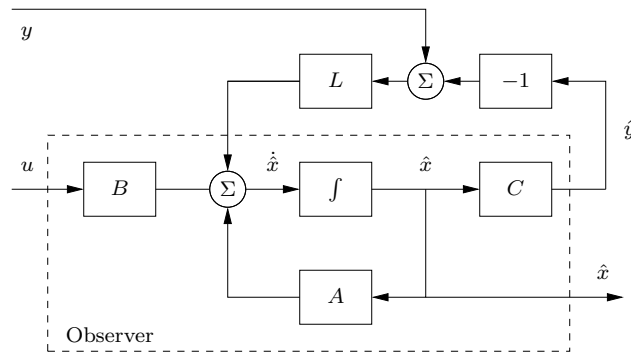 y
L
Σ
−1
ŷ
u
B
Σ
ẋ̂
∫
x̂
C
x̂
A
Observer